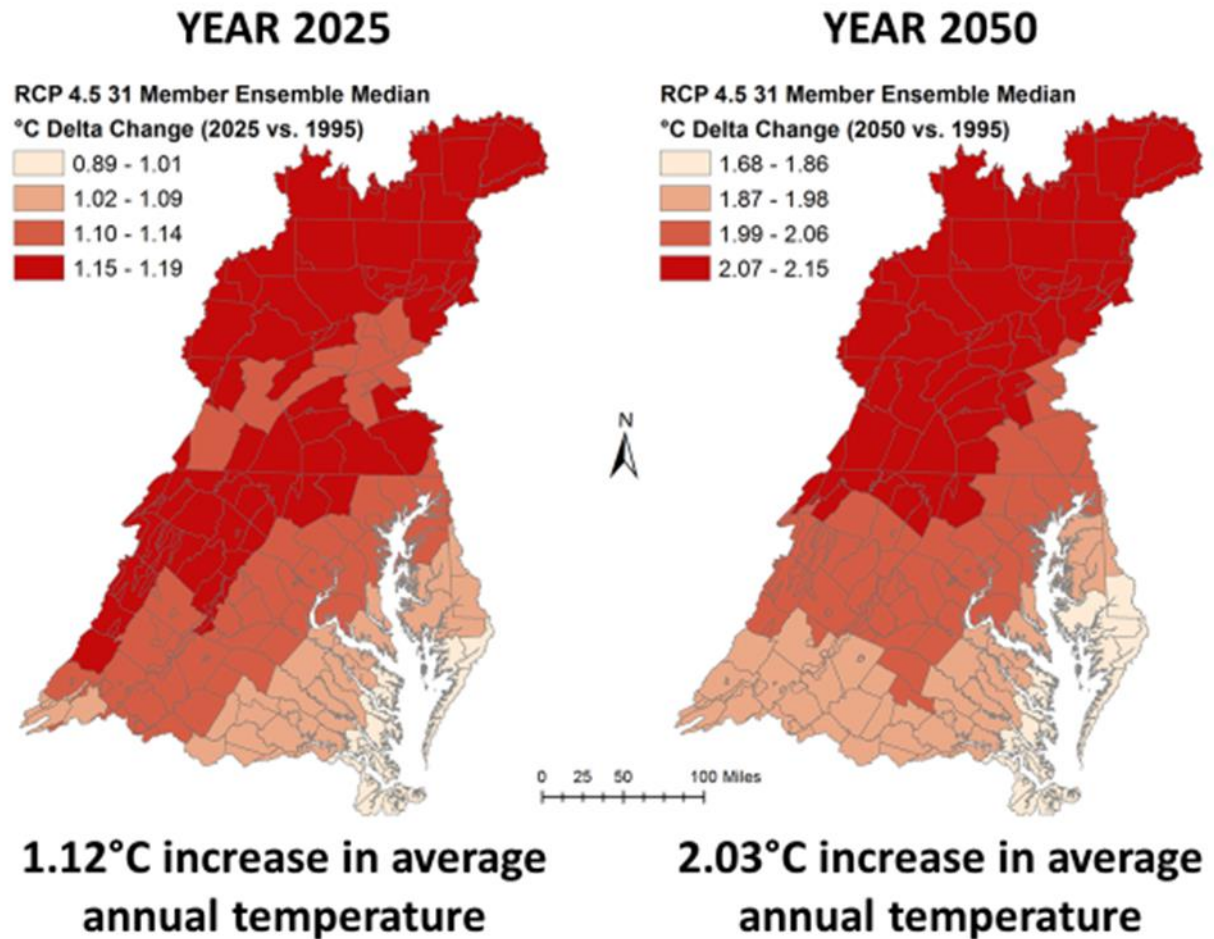 YEAR 2025
RCP 4.5 31 Member Ensemble Median
°C Delta Change (2025 vs. 1995)
0.89 - 1.01
1.02 - 1.09
1.10 - 1.14
1.15 - 1.19
1.12°C increase in average
annual temperature
YEAR 2050
RCP 4.5 31 Member Ensemble Median
°C Delta Change (2050 vs. 1995)
1.68 - 1.86
1.87 - 1.98
1.99 - 2.06
2.07 - 2.15
2.03°C increase in average
annual temperature
N
0 25 50 100 Miles